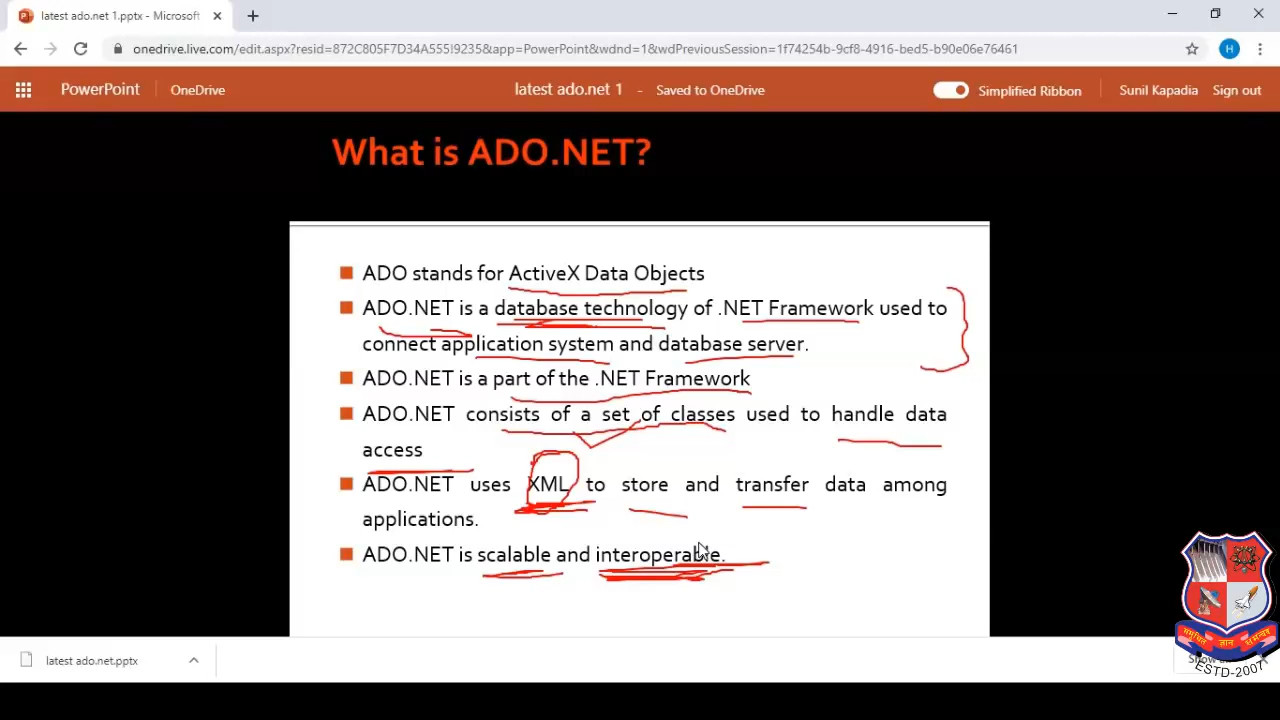 latest ado.net 1.pptx - Microsoft
onedrive.live.com/edit.aspx?resid=872C805F7D34A555!9235&app=PowerPoint&wdnd=1&wdPreviousSession=1f74254b-9cf8-4916-bed5-b90e06e76461
H
PowerPoint OneDrive latest ado.net 1 - Saved to OneDrive Simplified Ribbon Sunil Kapadia Sign out
What is ADO.NET?
ADO stands for ActiveX Data Objects
ADO.NET is a database technology of .NET Framework used to
connect application system and database server.
ADO.NET is a part of the .NET Framework
ADO.NET consists of a set of classes used to handle data
access
ADO.NET uses XML to store and transfer data among
applications.
ADO.NET is scalable and interoperable.
latest ado.net.pptx
ज्ञान
ESTD-2007